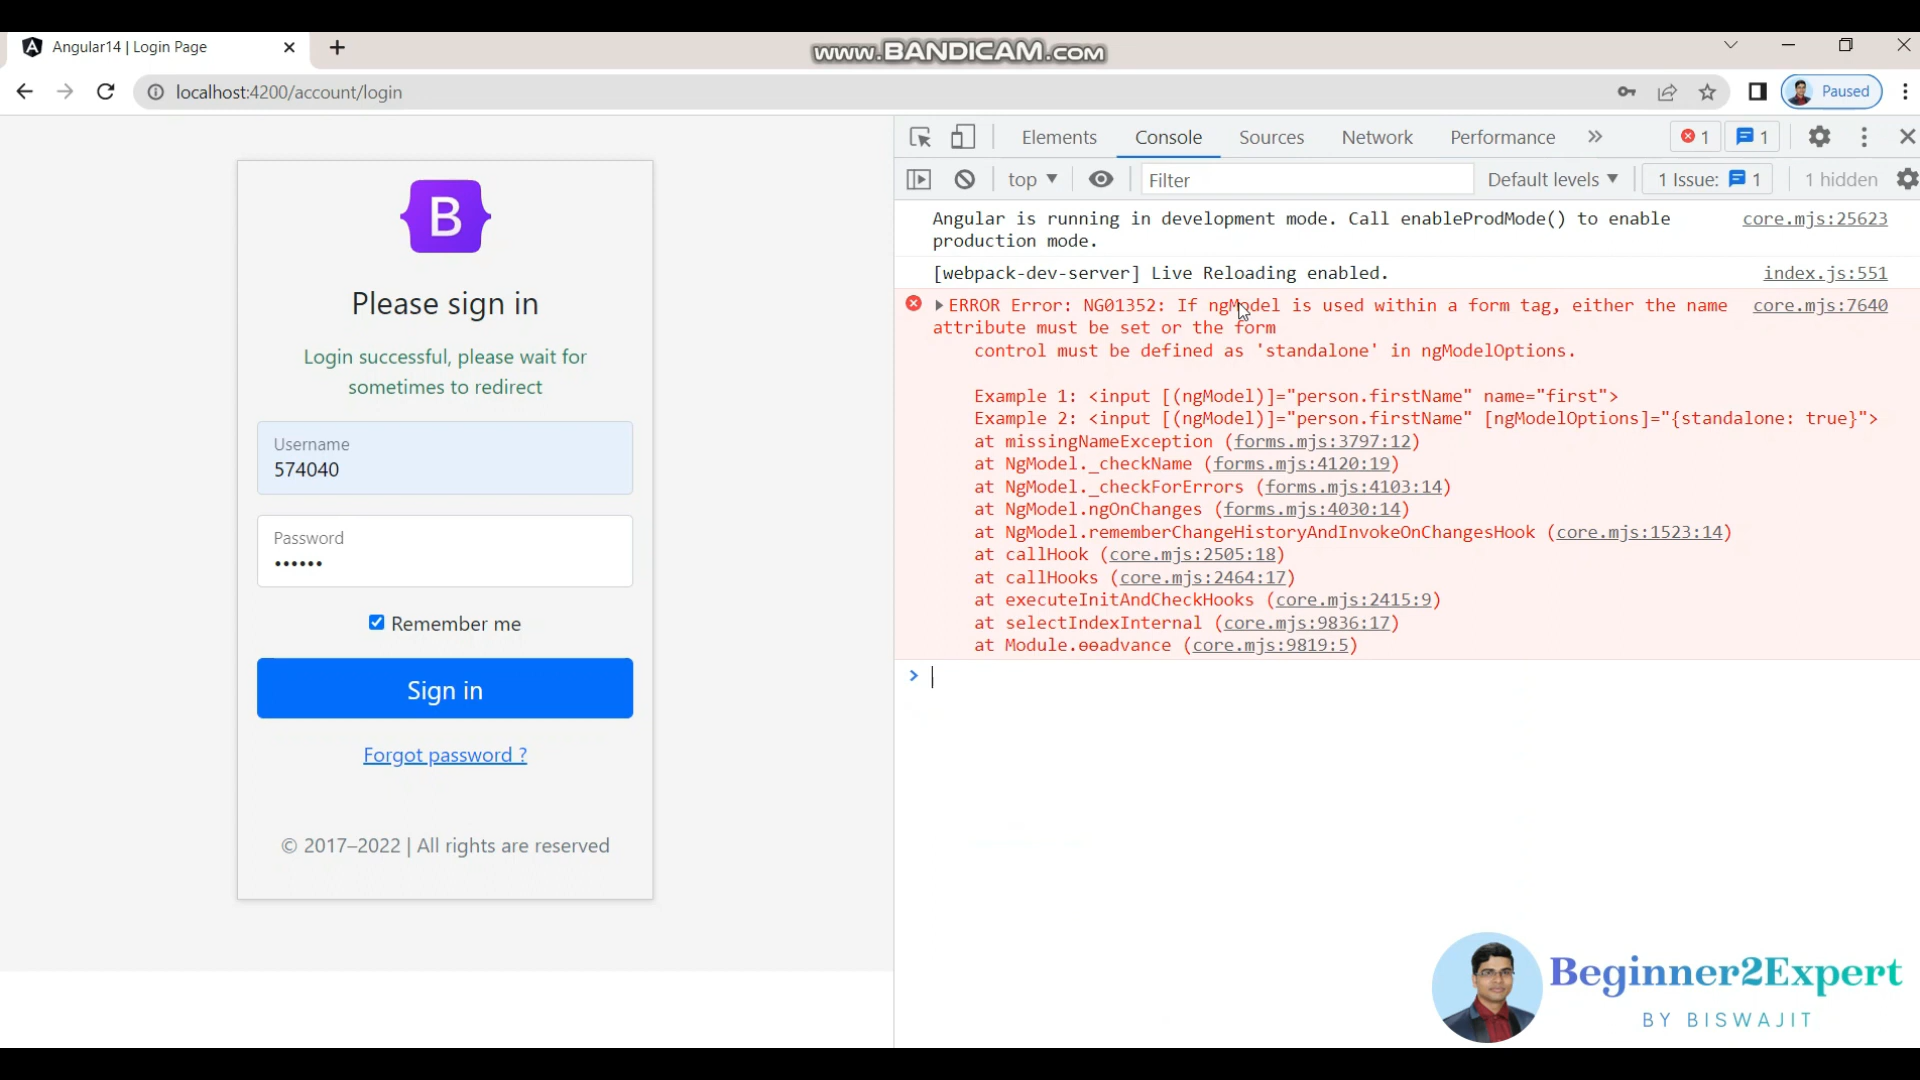 Angular14 | Login Page
www.BANDICAM.com
localhost:4200/account/login
Paused
B
Please sign in
Login successful, please wait for
sometimes to redirect
Username
574040
Password
••••••
Remember me
Sign in
Forgot password ?
© 2017–2022 | All rights are reserved
Elements Console Sources Network Performance » 1 1
top Filter Default levels 1 Issue: 1 1 hidden
Angular is running in development mode. Call enableProdMode() to enable core.mjs:25623
production mode.
[webpack-dev-server] Live Reloading enabled. index.js:551
ERROR Error: NG01352: If ngModel is used within a form tag, either the name core.mjs:7640
attribute must be set or the form
control must be defined as 'standalone' in ngModelOptions.
Example 1: <input [(ngModel)]="person.firstName" name="first">
Example 2: <input [(ngModel)]="person.firstName" [ngModelOptions]="{standalone: true}">
at missingNameException (forms.mjs:3797:12)
at NgModel._checkName (forms.mjs:4120:19)
at NgModel._checkForErrors (forms.mjs:4103:14)
at NgModel.ngOnChanges (forms.mjs:4030:14)
at NgModel.rememberChangeHistoryAndInvokeOnChangesHook (core.mjs:1523:14)
at callHook (core.mjs:2505:18)
at callHooks (core.mjs:2464:17)
at executeInitAndCheckHooks (core.mjs:2415:9)
at selectIndexInternal (core.mjs:9836:17)
at Module.ɵɵadvance (core.mjs:9819:5)
>
Beginner2Expert
BY BISWAJIT